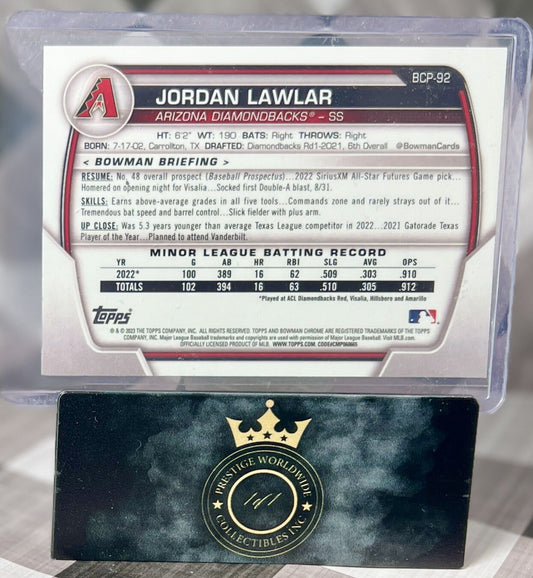 BCP-92
JORDAN LAWLAR
ARIZONA DIAMONDBACKS® – SS
HT: 6'2" WT: 190 BATS: Right THROWS: Right
BORN: 7-17-02, Carrollton, TX DRAFTED: Diamondbacks Rd1-2021, 6th Overall @BowmanCards
< BOWMAN BRIEFING >
RESUME: No. 48 overall prospect (Baseball Prospectus)...2022 SiriusXM All-Star Futures Game pick...
Homered on opening night for Visalia...Socked first Double-A blast, 8/31.
SKILLS: Earns above-average grades in all five tools...Commands zone and rarely strays out of it...
Tremendous bat speed and barrel control...Slick fielder with plus arm.
UP CLOSE: Was 5.3 years younger than average Texas League competitor in 2022...2021 Gatorade Texas
Player of the Year...Planned to attend Vanderbilt.
MINOR LEAGUE BATTING RECORD
YR G AB HR RBI SLG AVG OPS
2022* 100 389 16 62 .509 .303 .910
TOTALS 102 394 16 63 .510 .305 .912
*Played at ACL Diamondbacks Red, Visalia, Hillsboro and Amarillo
Topps
® & © 2023 THE TOPPS COMPANY, INC. ALL RIGHTS RESERVED. TOPPS AND BOWMAN CHROME ARE REGISTERED TRADEMARKS OF THE TOPPS
COMPANY, INC. Major League Baseball trademarks and copyrights are used with permission of Major League Baseball. Visit MLB.com.
OFFICIALLY LICENSED PRODUCT OF MLB. WWW.TOPPS.COM.
PRESTIGE WORLDWIDE
1of1
COLLECTIBLES INC